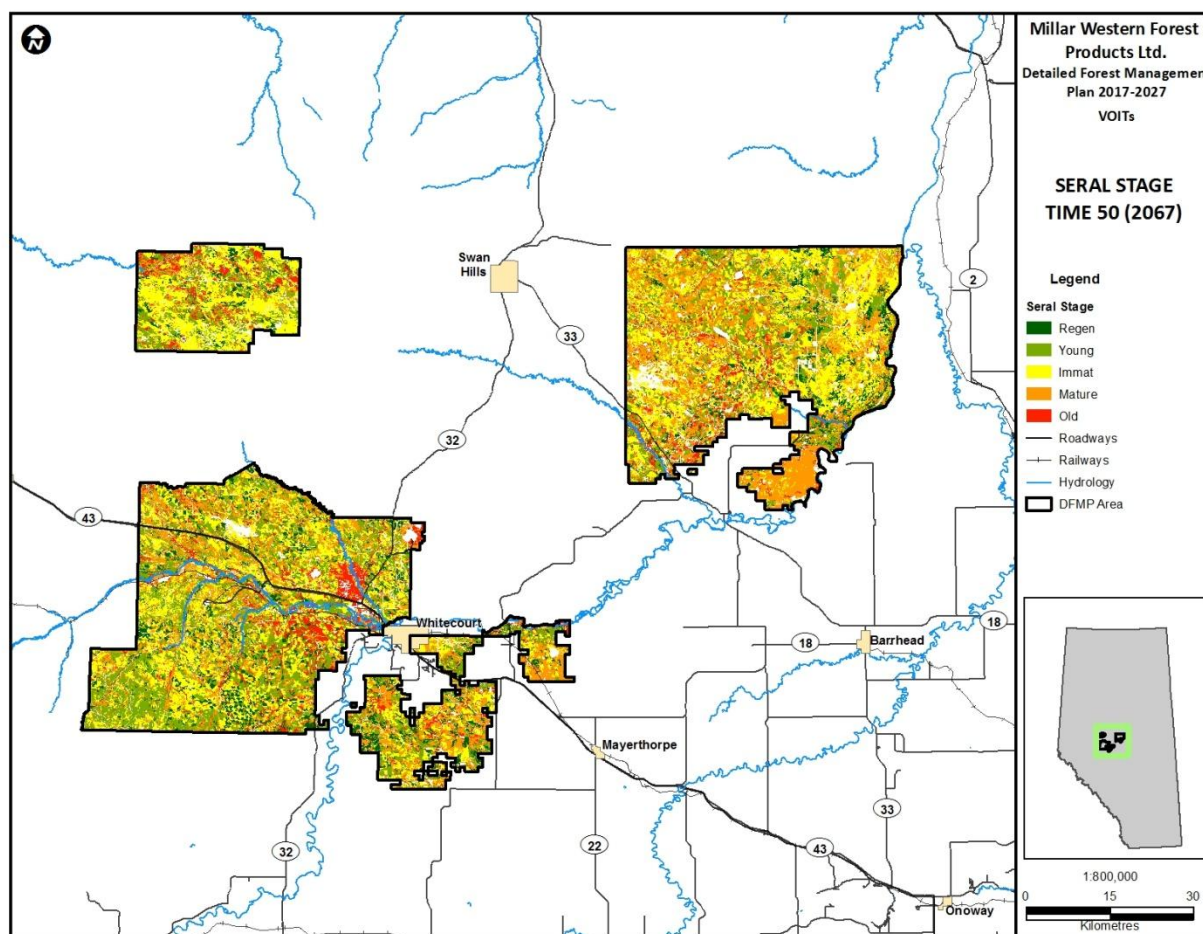 N
Swan
Hills
2
33
32
43
Whitecourt
18
18
Barrhead
Mayerthorpe
33
22
32
43
Onoway
Millar Western Forest
Products Ltd.
Detailed Forest Managemen
Plan 2017-2027
VOITs
SERAL STAGE
TIME 50 (2067)
Legend
Seral Stage
Regen
Young
Immat
Mature
Old
Roadways
Railways
Hydrology
DFMP Area
1:800,000
0 15 30
Kilometres